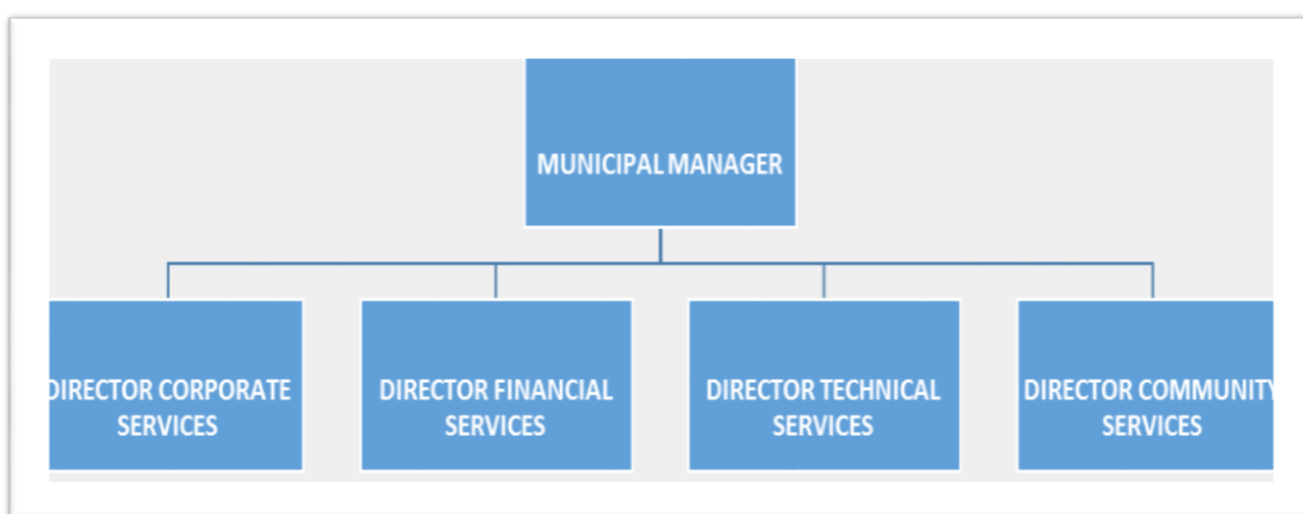 MUNICIPAL MANAGER
DIRECTOR CORPORATE
SERVICES
DIRECTOR FINANCIAL
SERVICES
DIRECTOR TECHNICAL
SERVICES
DIRECTOR COMMUNITY
SERVICES